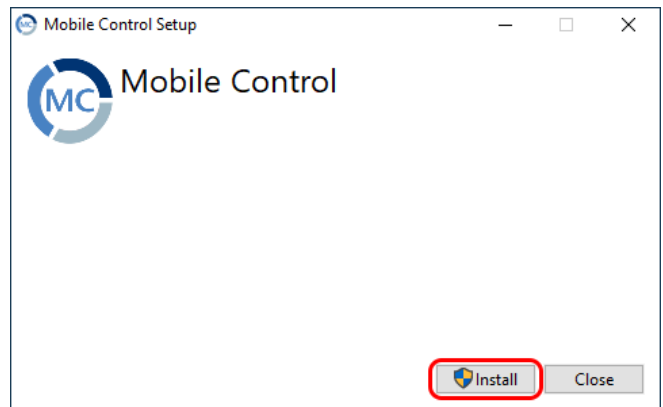 Mobile Control Setup
MC
Mobile Control
Install
Close